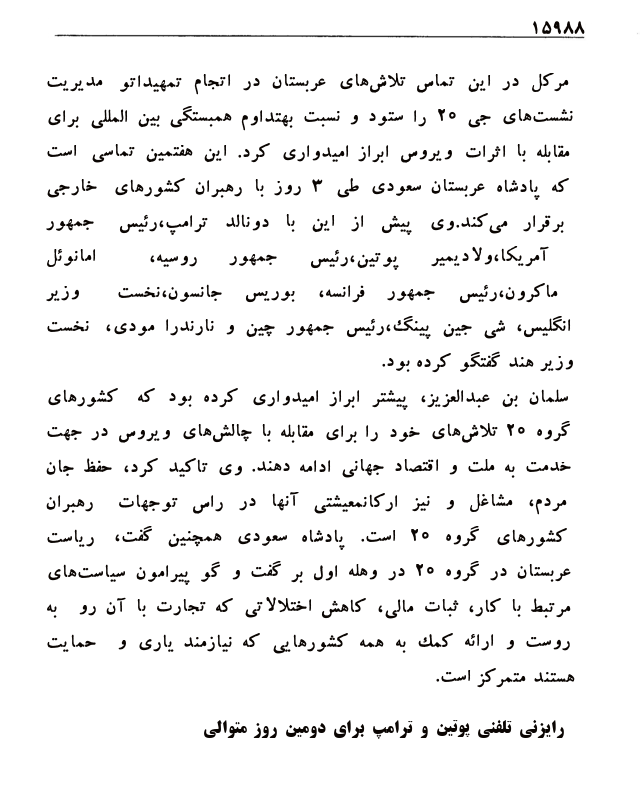 ۱۵۹۸۸
مرکل در این تماس تلاش‌های عربستان در اتجام تمهیداتو مدیریت
نشست‌های جی ۲۰ را ستود و نسبت بهتداوم همبستگی بین المللی برای
مقابله با اثرات ویروس ابراز امیدواری کرد. این هفتمین تماسی است
که پادشاه عربستان سعودی طی ۳ روز با رهبران کشورهای خارجی
برقرار می‌کند.وی پیش از این با دونالد ترامپ،رئیس جمهور
آمریکا،ولادیمیر پوتین،رئیس جمهور روسیه، امانوئل
ماکرون،رئیس جمهور فرانسه، بوریس جانسون،نخست وزیر
انگلیس، شی جین پینگ،رئیس جمهور چین و نارندرا مودی، نخست
وزیر هند گفتگو کرده بود.
سلمان بن عبدالعزیز، پیشتر ابراز امیدواری کرده بود که کشورهای
گروه ۲۰ تلاش‌های خود را برای مقابله با چالش‌های ویروس در جهت
خدمت به ملت و اقتصاد جهانی ادامه دهند. وی تاکید کرد، حفظ جان
مردم، مشاغل و نیز ارکانمعیشتی آنها در راس توجهات رهبران
کشورهای گروه ۲۰ است. پادشاه سعودی همچنین گفت، ریاست
عربستان در گروه ۲۰ در وهله اول بر گفت و گو پیرامون سیاست‌های
مرتبط با کار، ثبات مالی، کاهش اختلالاتی که تجارت با آن رو به
روست و ارائه کمک به همه کشورهایی که نیازمند یاری و حمایت
هستند متمرکز است.
رایزنی تلفنی پوتین و ترامپ برای دومین روز متوالی